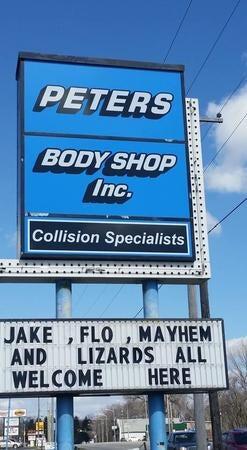 PETERS
BODY SHOP
Inc.
Collision Specialists
JAKE , FLO , MAYHEM
AND LIZARDS ALL
WELCOME HERE